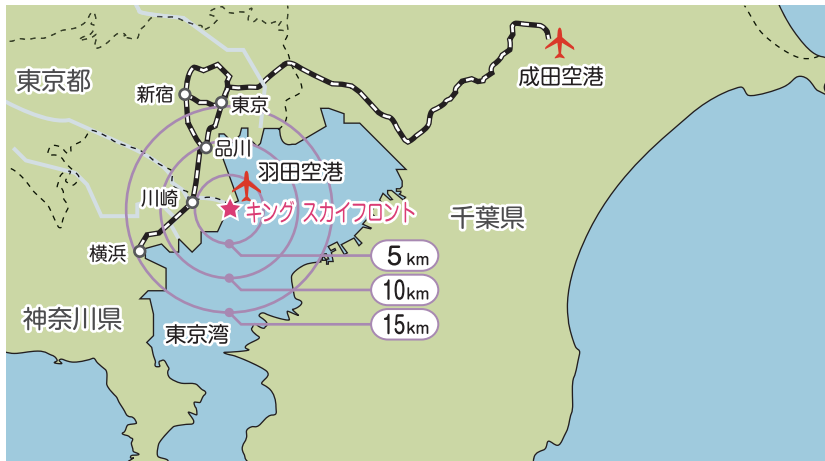 成田空港
東京都
新宿
東京
品川
羽田空港
川崎
キング スカイフロント
千葉県
横浜
5 km
10km
神奈川県
15km
東京湾